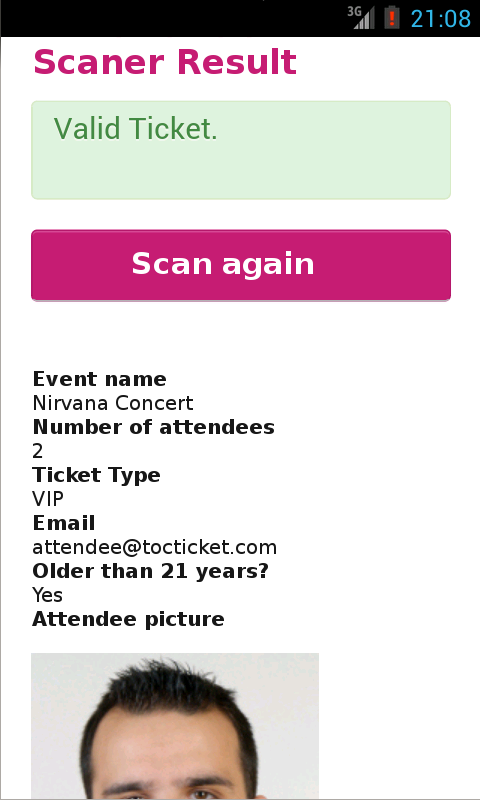 3G
21:08
Scaner Result
Valid Ticket.
Scan again
Event name
Nirvana Concert
Number of attendees
2
Ticket Type
VIP
Email
attendee@tocticket.com
Older than 21 years?
Yes
Attendee picture